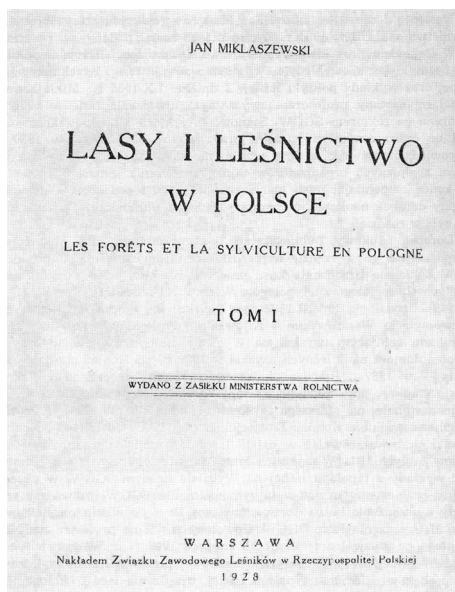 JAN MIKLASZEWSKI
LASY I LEŚNICTWO
W POLSCE
LES FORÊTS ET LA SYLVICULTURE EN POLOGNE
TOM I
WYDANO Z ZASIŁKU MINISTERSTWA ROLNICTWA
WARSZAWA
Nakładem Związku Zawodowego Leśników w Rzeczypospolitej Polskiej
1928